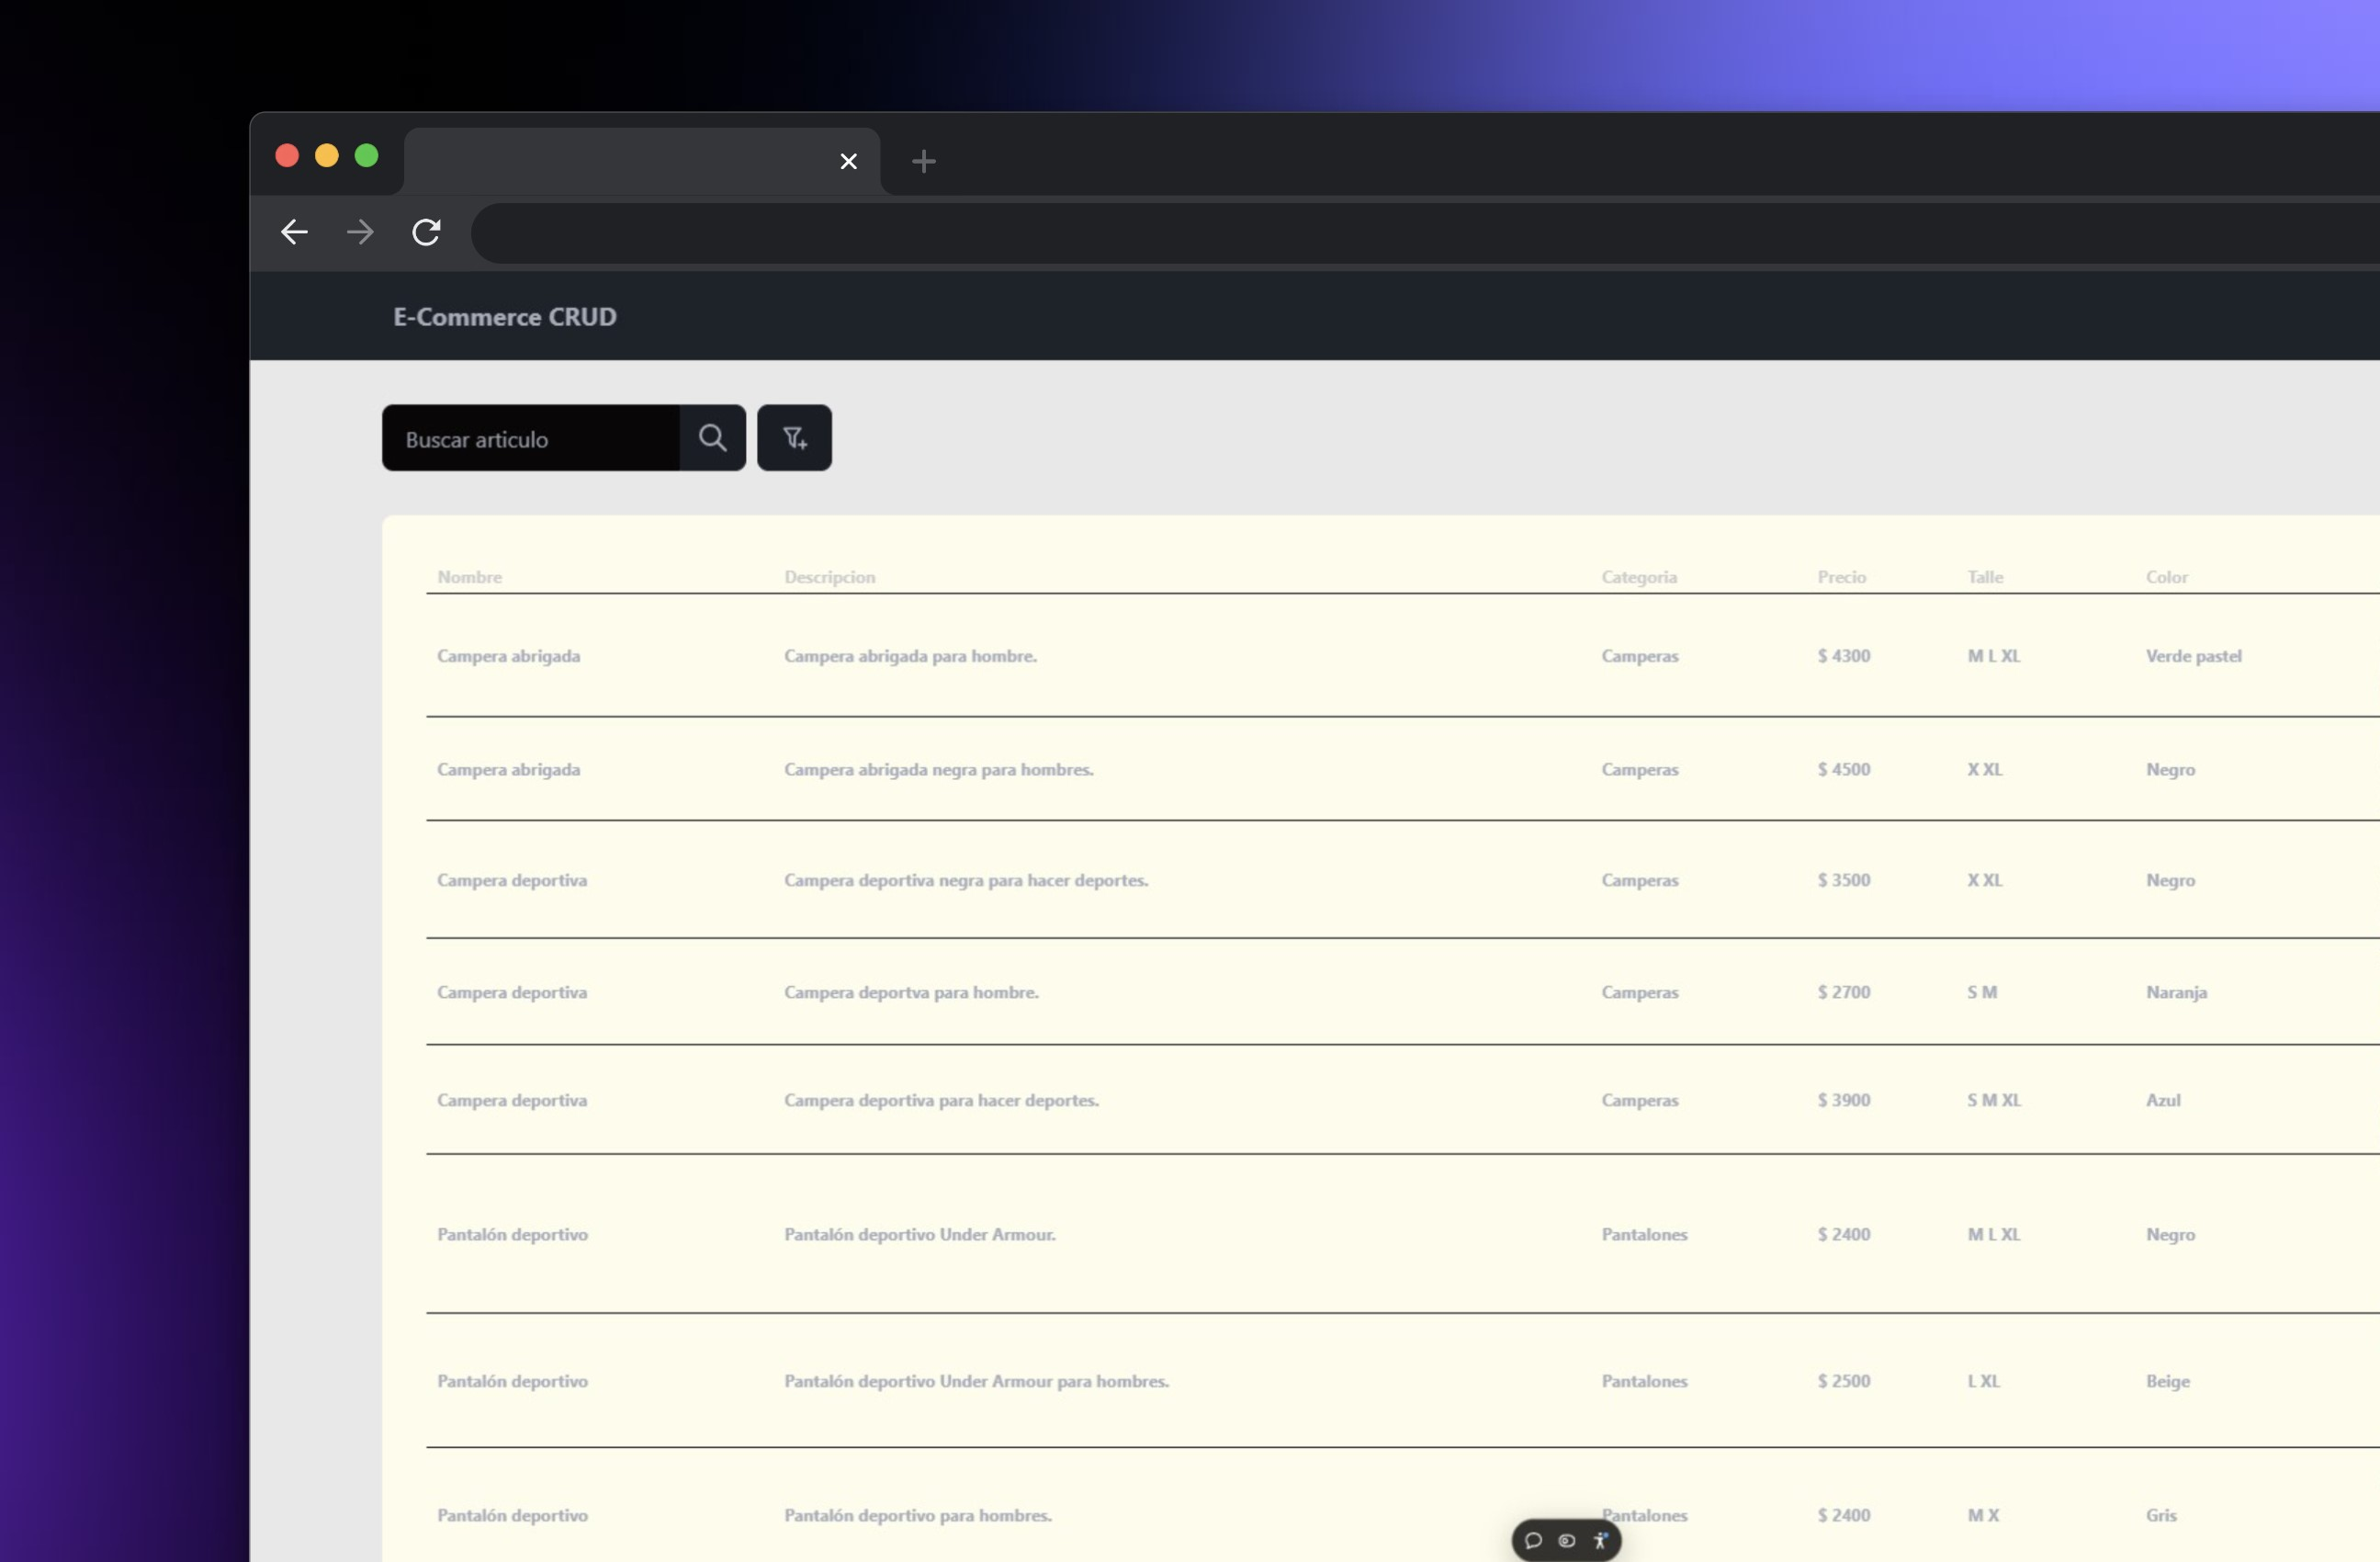 E-Commerce CRUD
Buscar articulo
Nombre Descripcion Categoria Precio Talle Color
Campera abrigada Campera abrigada para hombre. Camperas $ 4300 M L XL Verde pastel
Campera abrigada Campera abrigada negra para hombres. Camperas $ 4500 X XL Negro
Campera deportiva Campera deportiva negra para hacer deportes. Camperas $ 3500 X XL Negro
Campera deportiva Campera deportva para hombre. Camperas $ 2700 S M Naranja
Campera deportiva Campera deportiva para hacer deportes. Camperas $ 3900 S M XL Azul
Pantalón deportivo Pantalón deportivo Under Armour. Pantalones $ 2400 M L XL Negro
Pantalón deportivo Pantalón deportivo Under Armour para hombres. Pantalones $ 2500 L XL Beige
Pantalón deportivo Pantalón deportivo para hombres. Pantalones $ 2400 M X Gris